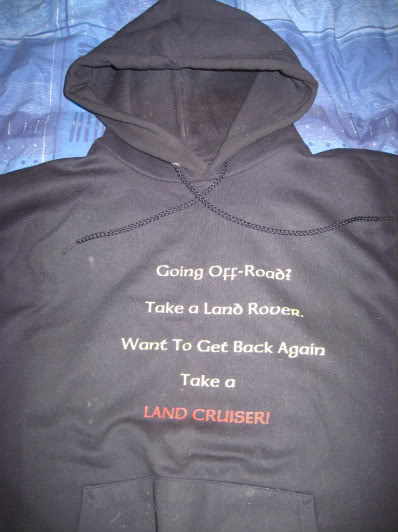 Going Off-Road?
Take a Land Rover.
Want To Get Back Again
Take a
LAND CRUISER!